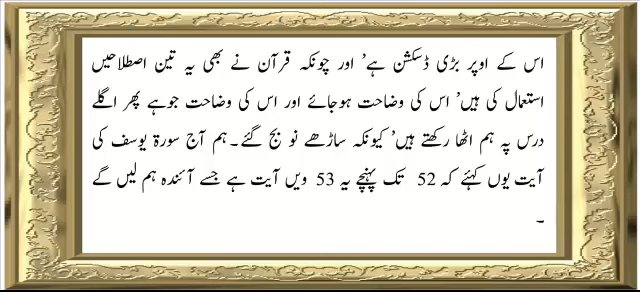 اس کے اوپر بڑی ڈسکشن ہے’ اور چونکہ قرآن نے بھی یہ تین اصطلاحیں
استعمال کی ہیں’ اس کی وضاحت ہوجائے اور اس کی وضاحت جوہے پھر اگلے
درس پہ ہم اٹھا رکھتے ہیں’ کیونکہ ساڑھے نو بج گئے۔ ہم آج سورۃ یوسف کی
آیت یوں کہئے کہ 52 تک پہنچے یہ 53 ویں آیت ہے جسے آئندہ ہم لیں گے
۔